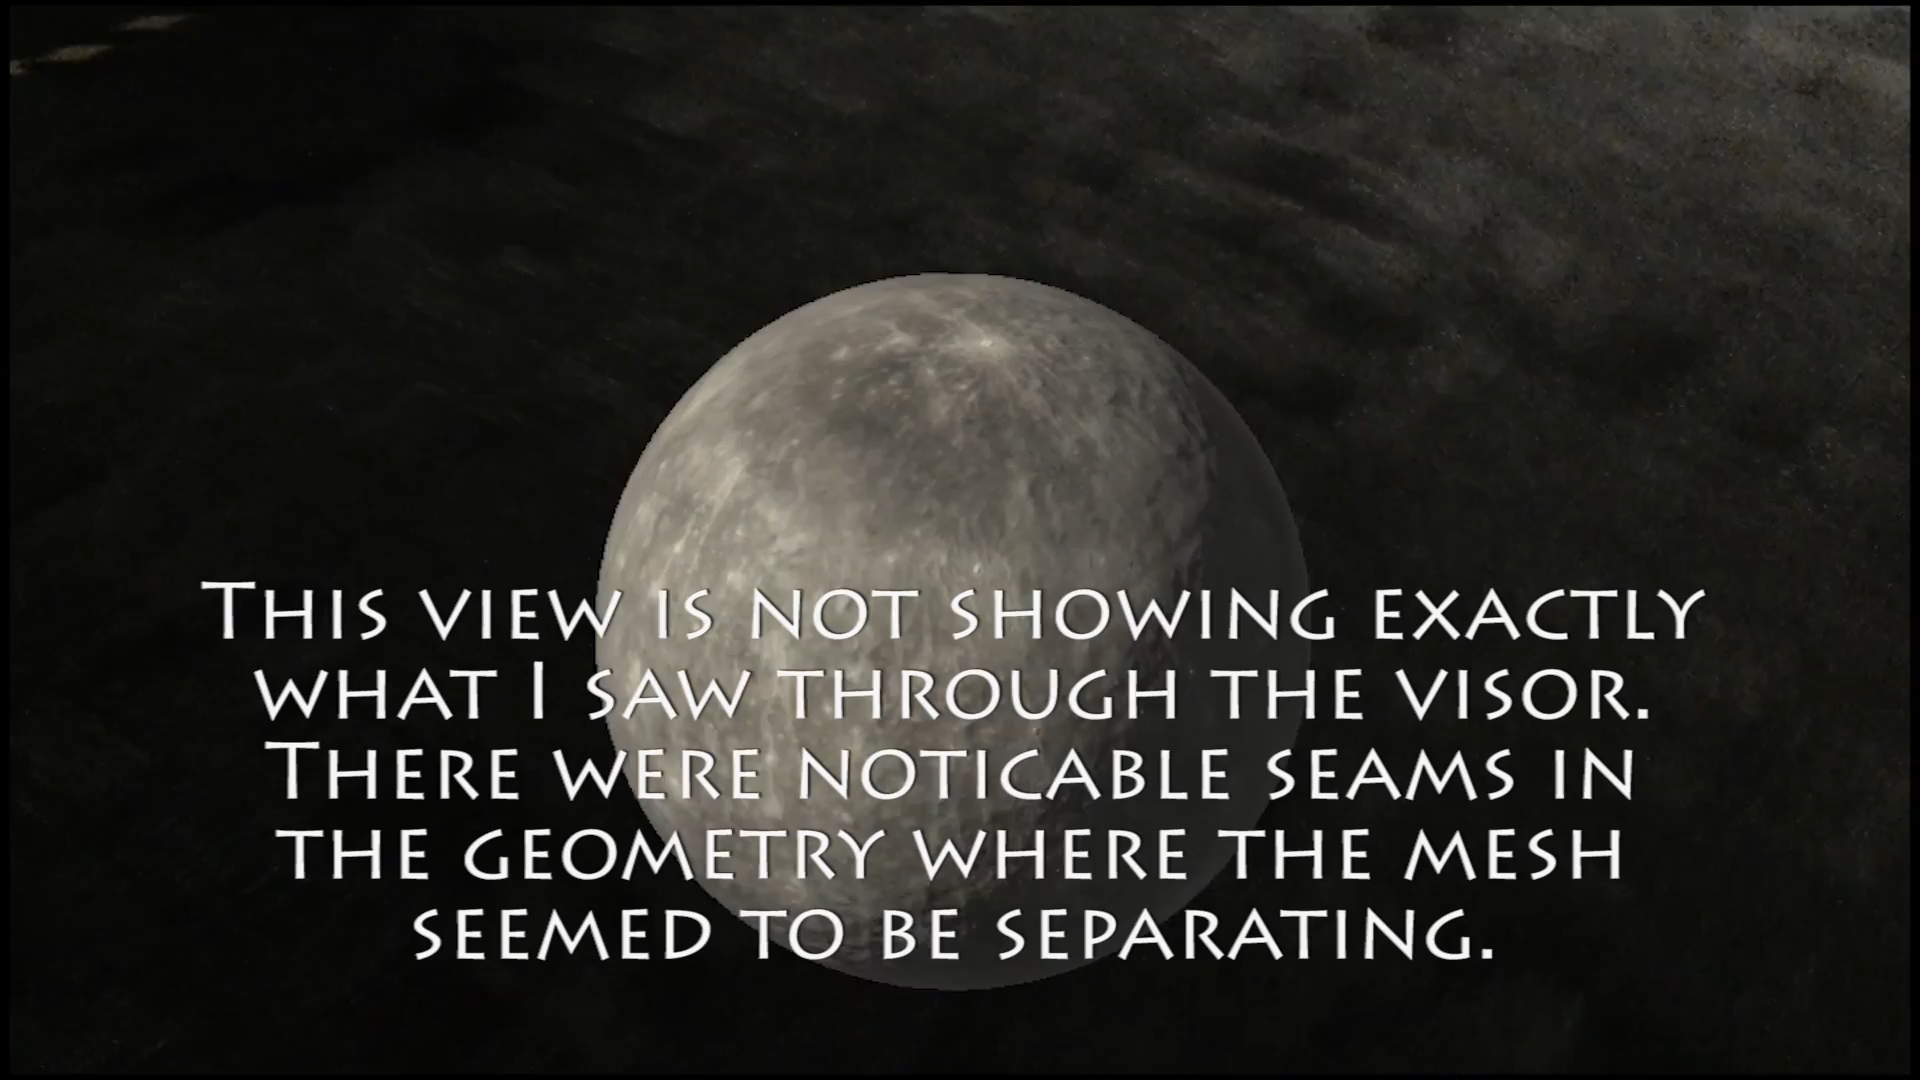 This view is not showing exactly
what I saw through the visor.
There were noticable seams in
the geometry where the mesh
seemed to be separating.